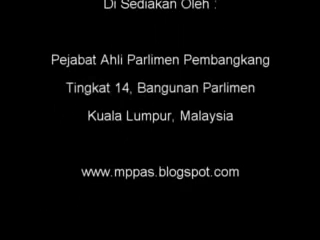 Di Sediakan Oleh :
Pejabat Ahli Parlimen Pembangkang
Tingkat 14, Bangunan Parlimen
Kuala Lumpur, Malaysia
www.mppas.blogspot.com